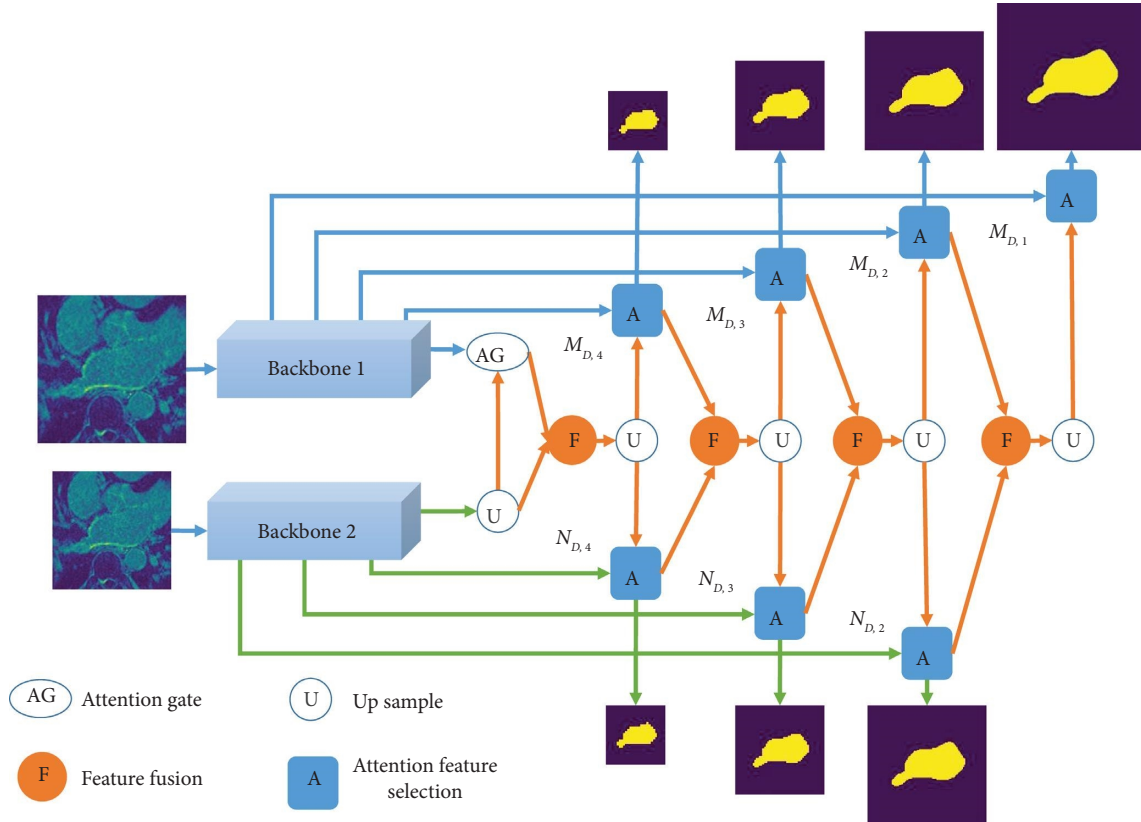 A
A
M_{D, 1}
A
M_{D, 2}
A
M_{D, 3}
Backbone 1
AG
M_{D, 4}
F
U
F
U
F
U
F
U
U
Backbone 2
N_{D, 4}
A
N_{D, 3}
A
N_{D, 2}
A
AG
Attention gate
U
Up sample
F
Feature fusion
A
Attention feature
selection